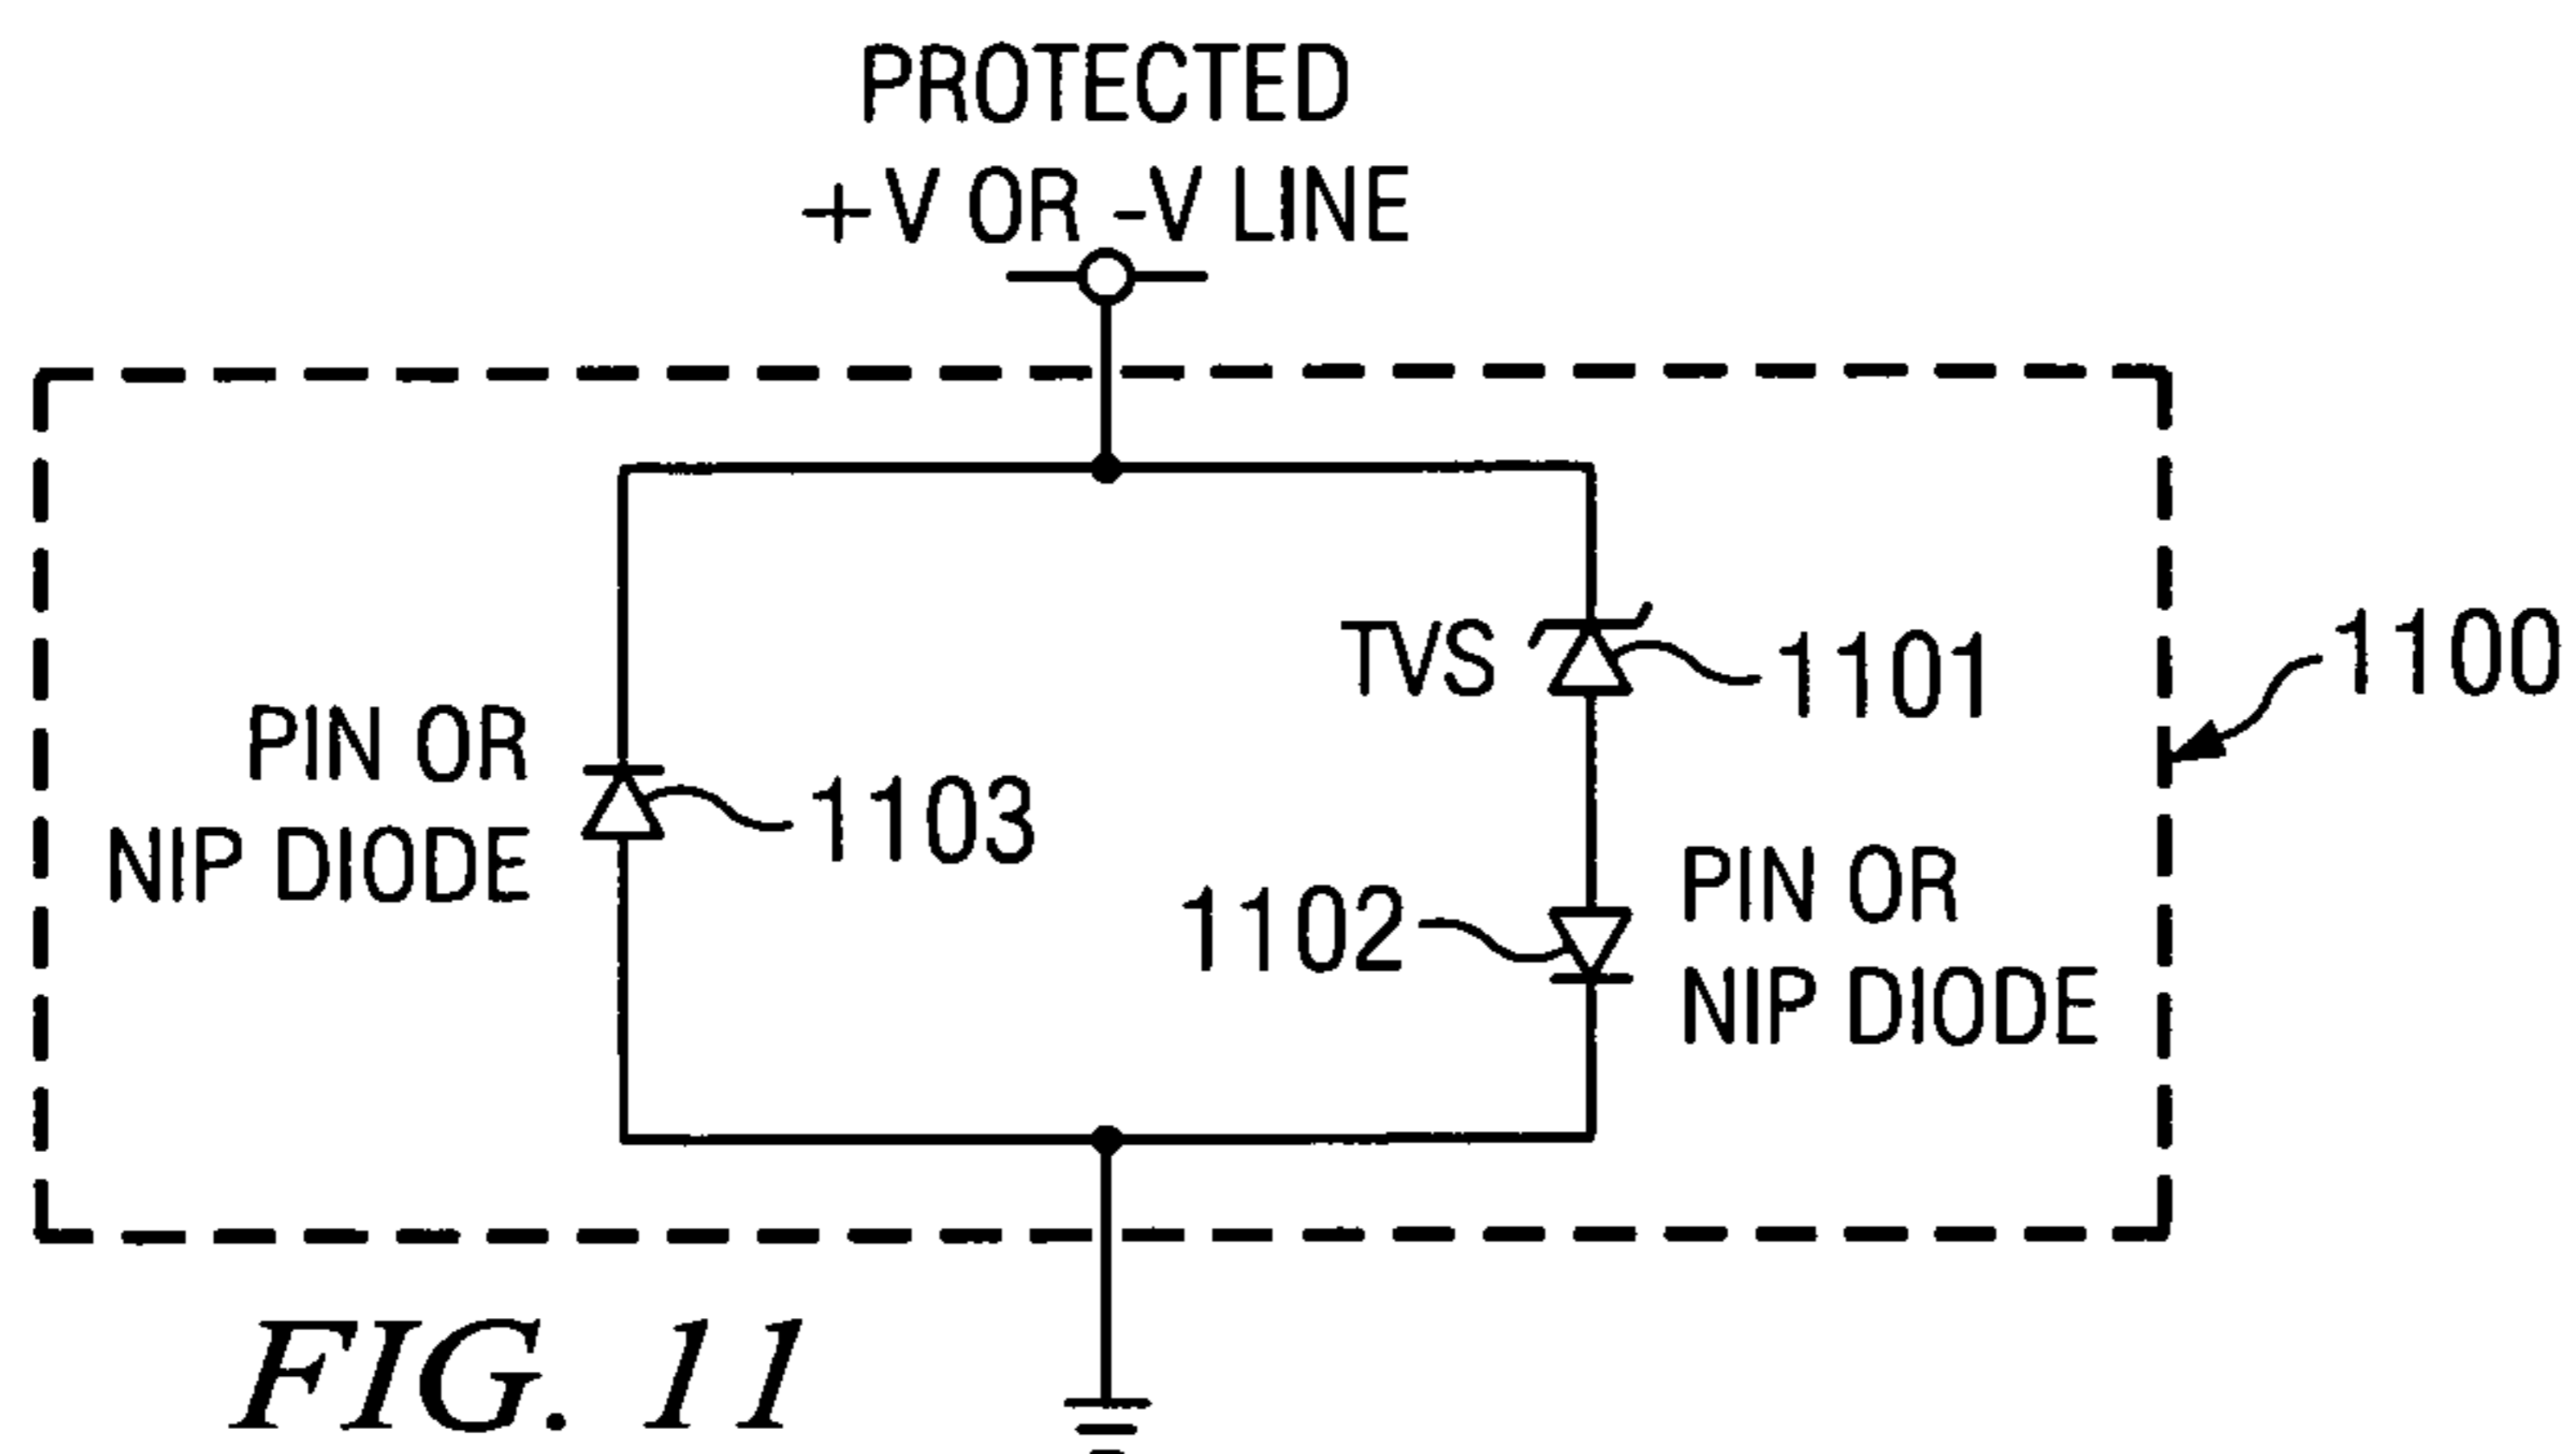 PROTECTED
+V OR -V LINE
TVS
1101
1100
PIN OR
NIP DIODE
1103
1102
PIN OR
NIP DIODE
FIG. 11